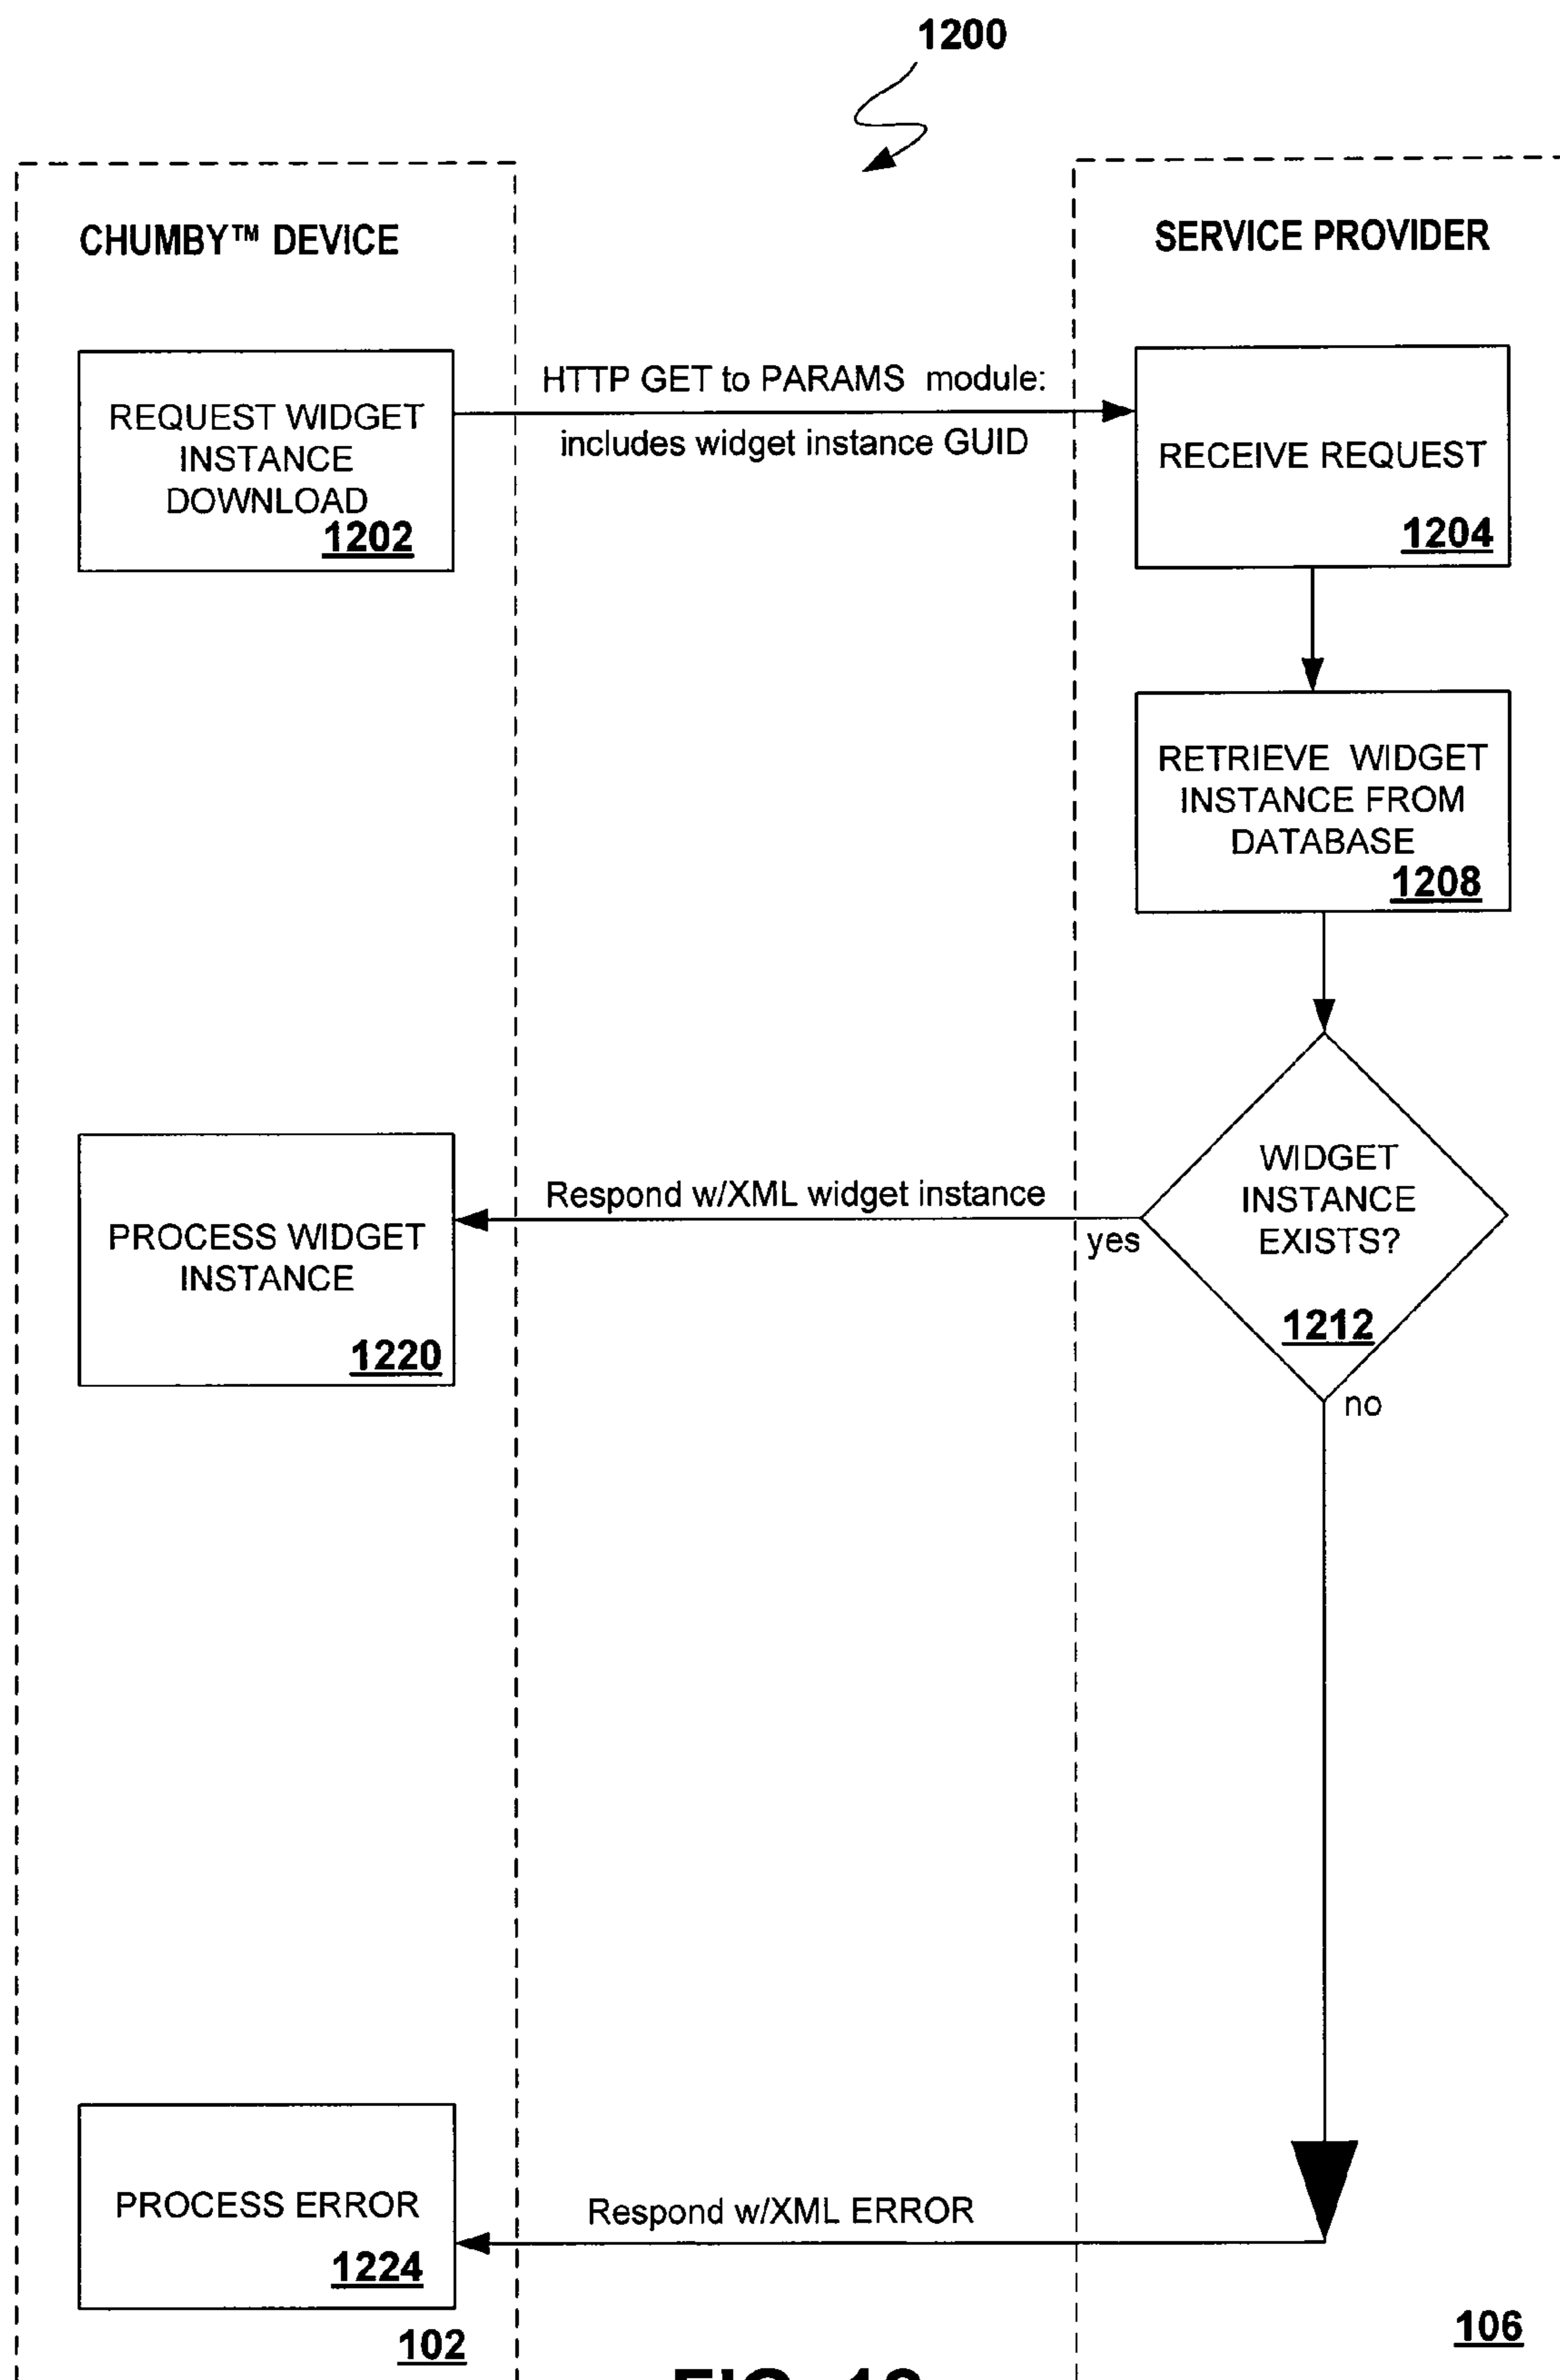 1200
CHUMBY™ DEVICE
SERVICE PROVIDER
REQUEST WIDGET
INSTANCE
DOWNLOAD
1202
HTTP GET to PARAMS module:
includes widget instance GUID
RECEIVE REQUEST
1204
RETRIEVE WIDGET
INSTANCE FROM
DATABASE
1208
WIDGET
INSTANCE
EXISTS?
1212
yes
no
Respond w/XML widget instance
PROCESS WIDGET
INSTANCE
1220
Respond w/XML ERROR
PROCESS ERROR
1224
102
106
FIG.